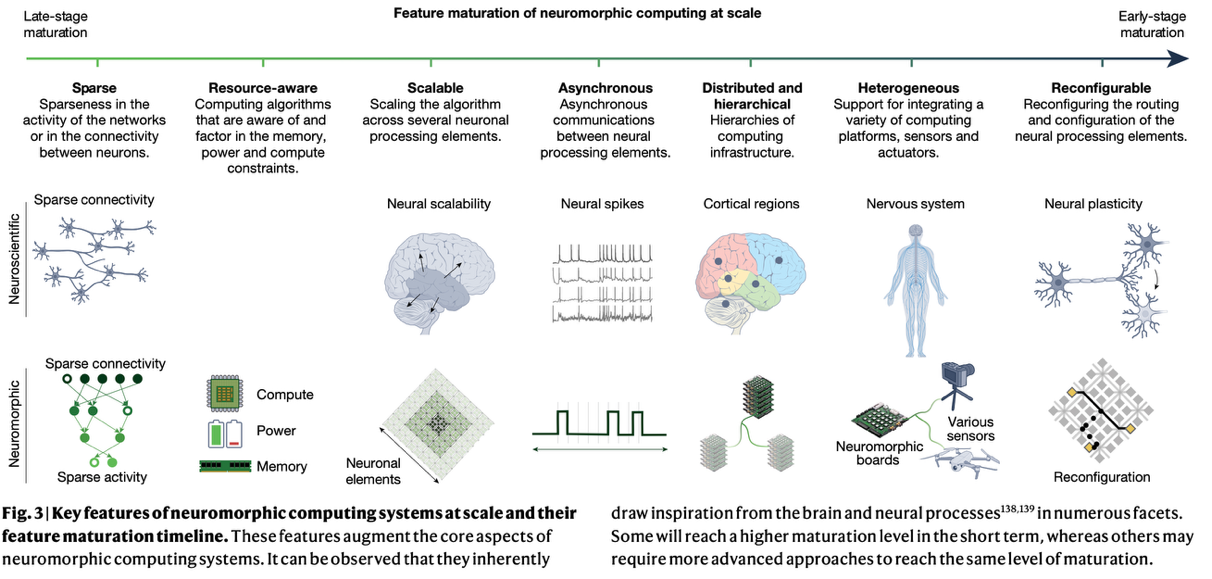 Feature maturation of neuromorphic computing at scale
Late-stage
maturation
Early-stage
maturation
Sparse
Sparseness in the
activity of the networks
or in the connectivity
between neurons.
Resource-aware
Computing algorithms
that are aware of and
factor in the memory,
power and compute
constraints.
Scalable
Scaling the algorithm
across several neuronal
processing elements.
Asynchronous
Asynchronous
communications
between neural
processing elements.
Distributed and
hierarchical
Hierarchies of
computing
infrastructure.
Heterogeneous
Support for integrating a
variety of computing
platforms, sensors and
actuators.
Reconfigurable
Reconfiguring the routing
and configuration of the
neural processing elements.
Neuroscientific
Sparse connectivity
Neural scalability
Neural spikes
Cortical regions
Nervous system
Neural plasticity
Neuromorphic
Sparse connectivity
Sparse activity
Compute
Power
Memory
Neuronal
elements
Neuromorphic
boards
Various
sensors
Reconfiguration
Fig. 3 | Key features of neuromorphic computing systems at scale and their
feature maturation timeline. These features augment the core aspects of
neuromorphic computing systems. It can be observed that they inherently
draw inspiration from the brain and neural processes138,139 in numerous facets.
Some will reach a higher maturation level in the short term, whereas others may
require more advanced approaches to reach the same level of maturation.